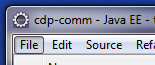 cdp-comm - Java EE -
File Edit Source